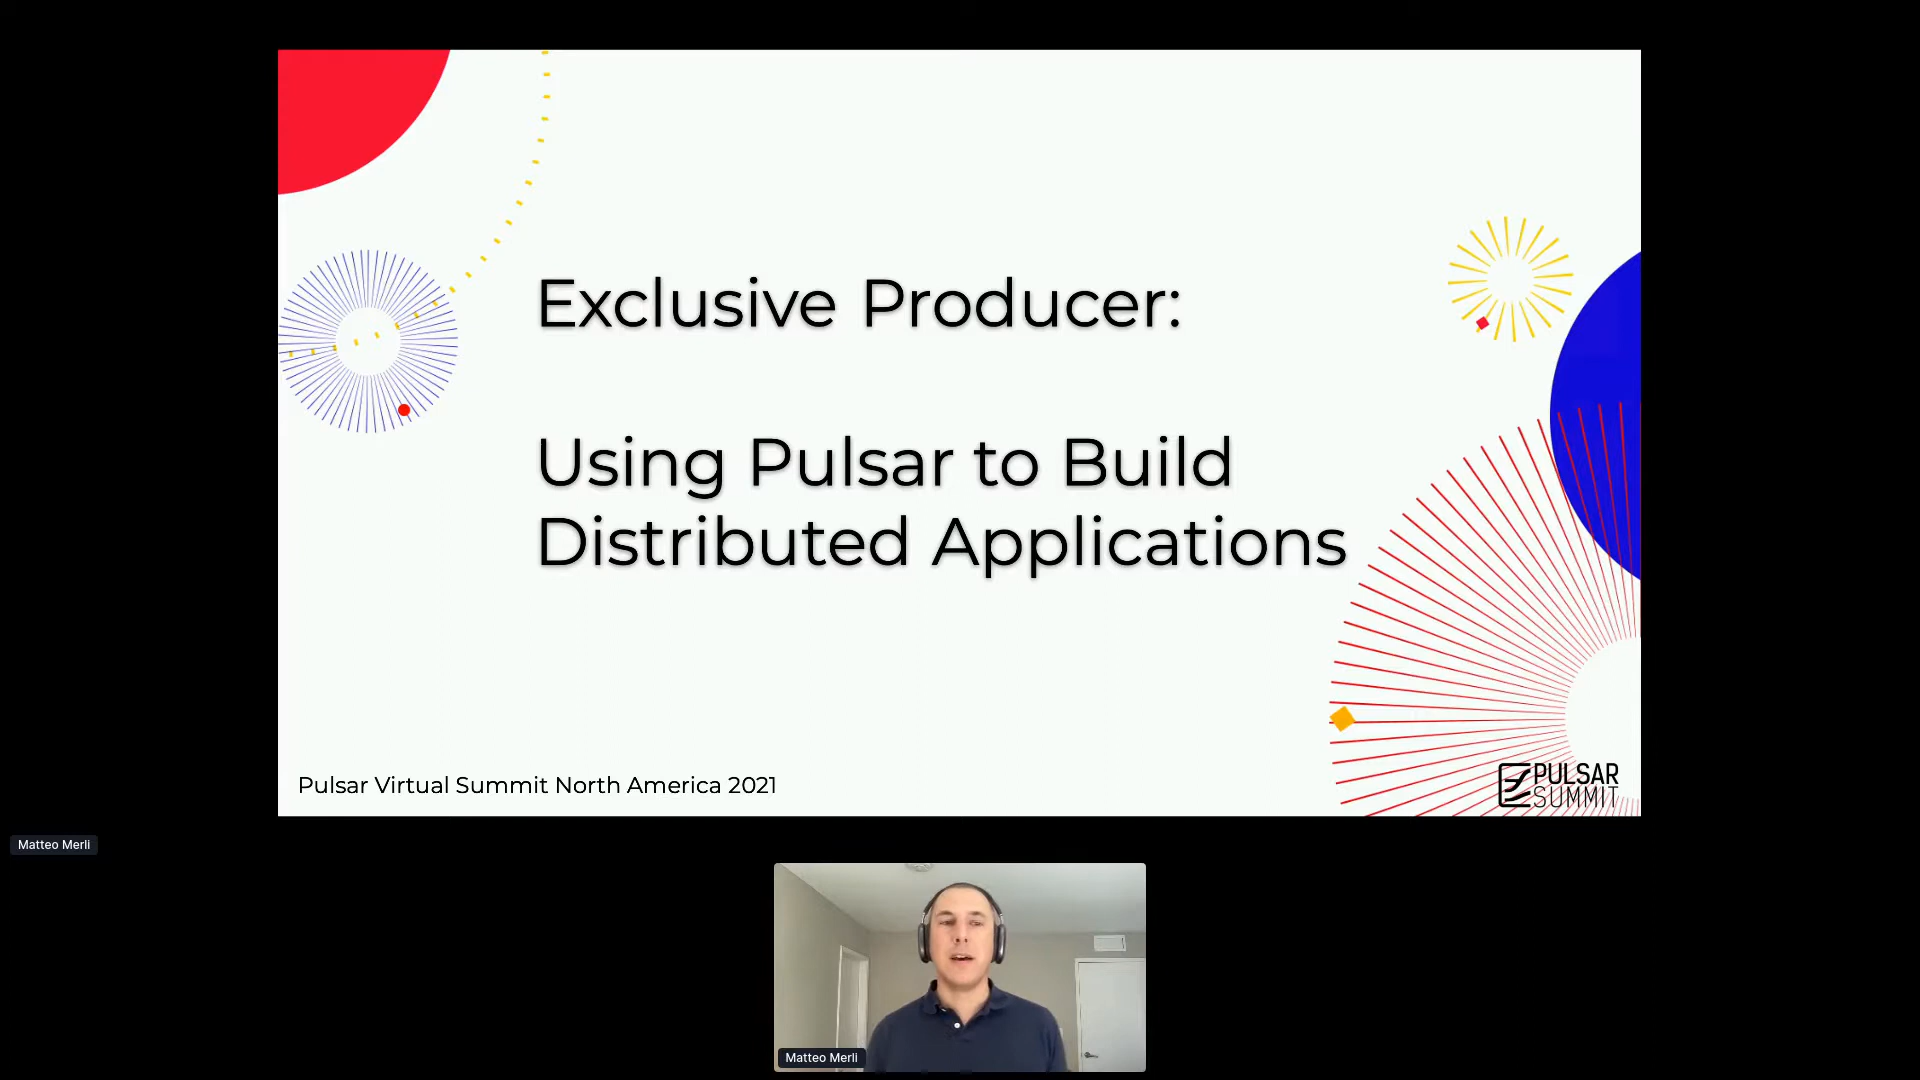 Exclusive Producer:
Using Pulsar to Build
Distributed Applications
Pulsar Virtual Summit North America 2021
PULSAR
SUMMIT
Matteo Merli
Matteo Merli